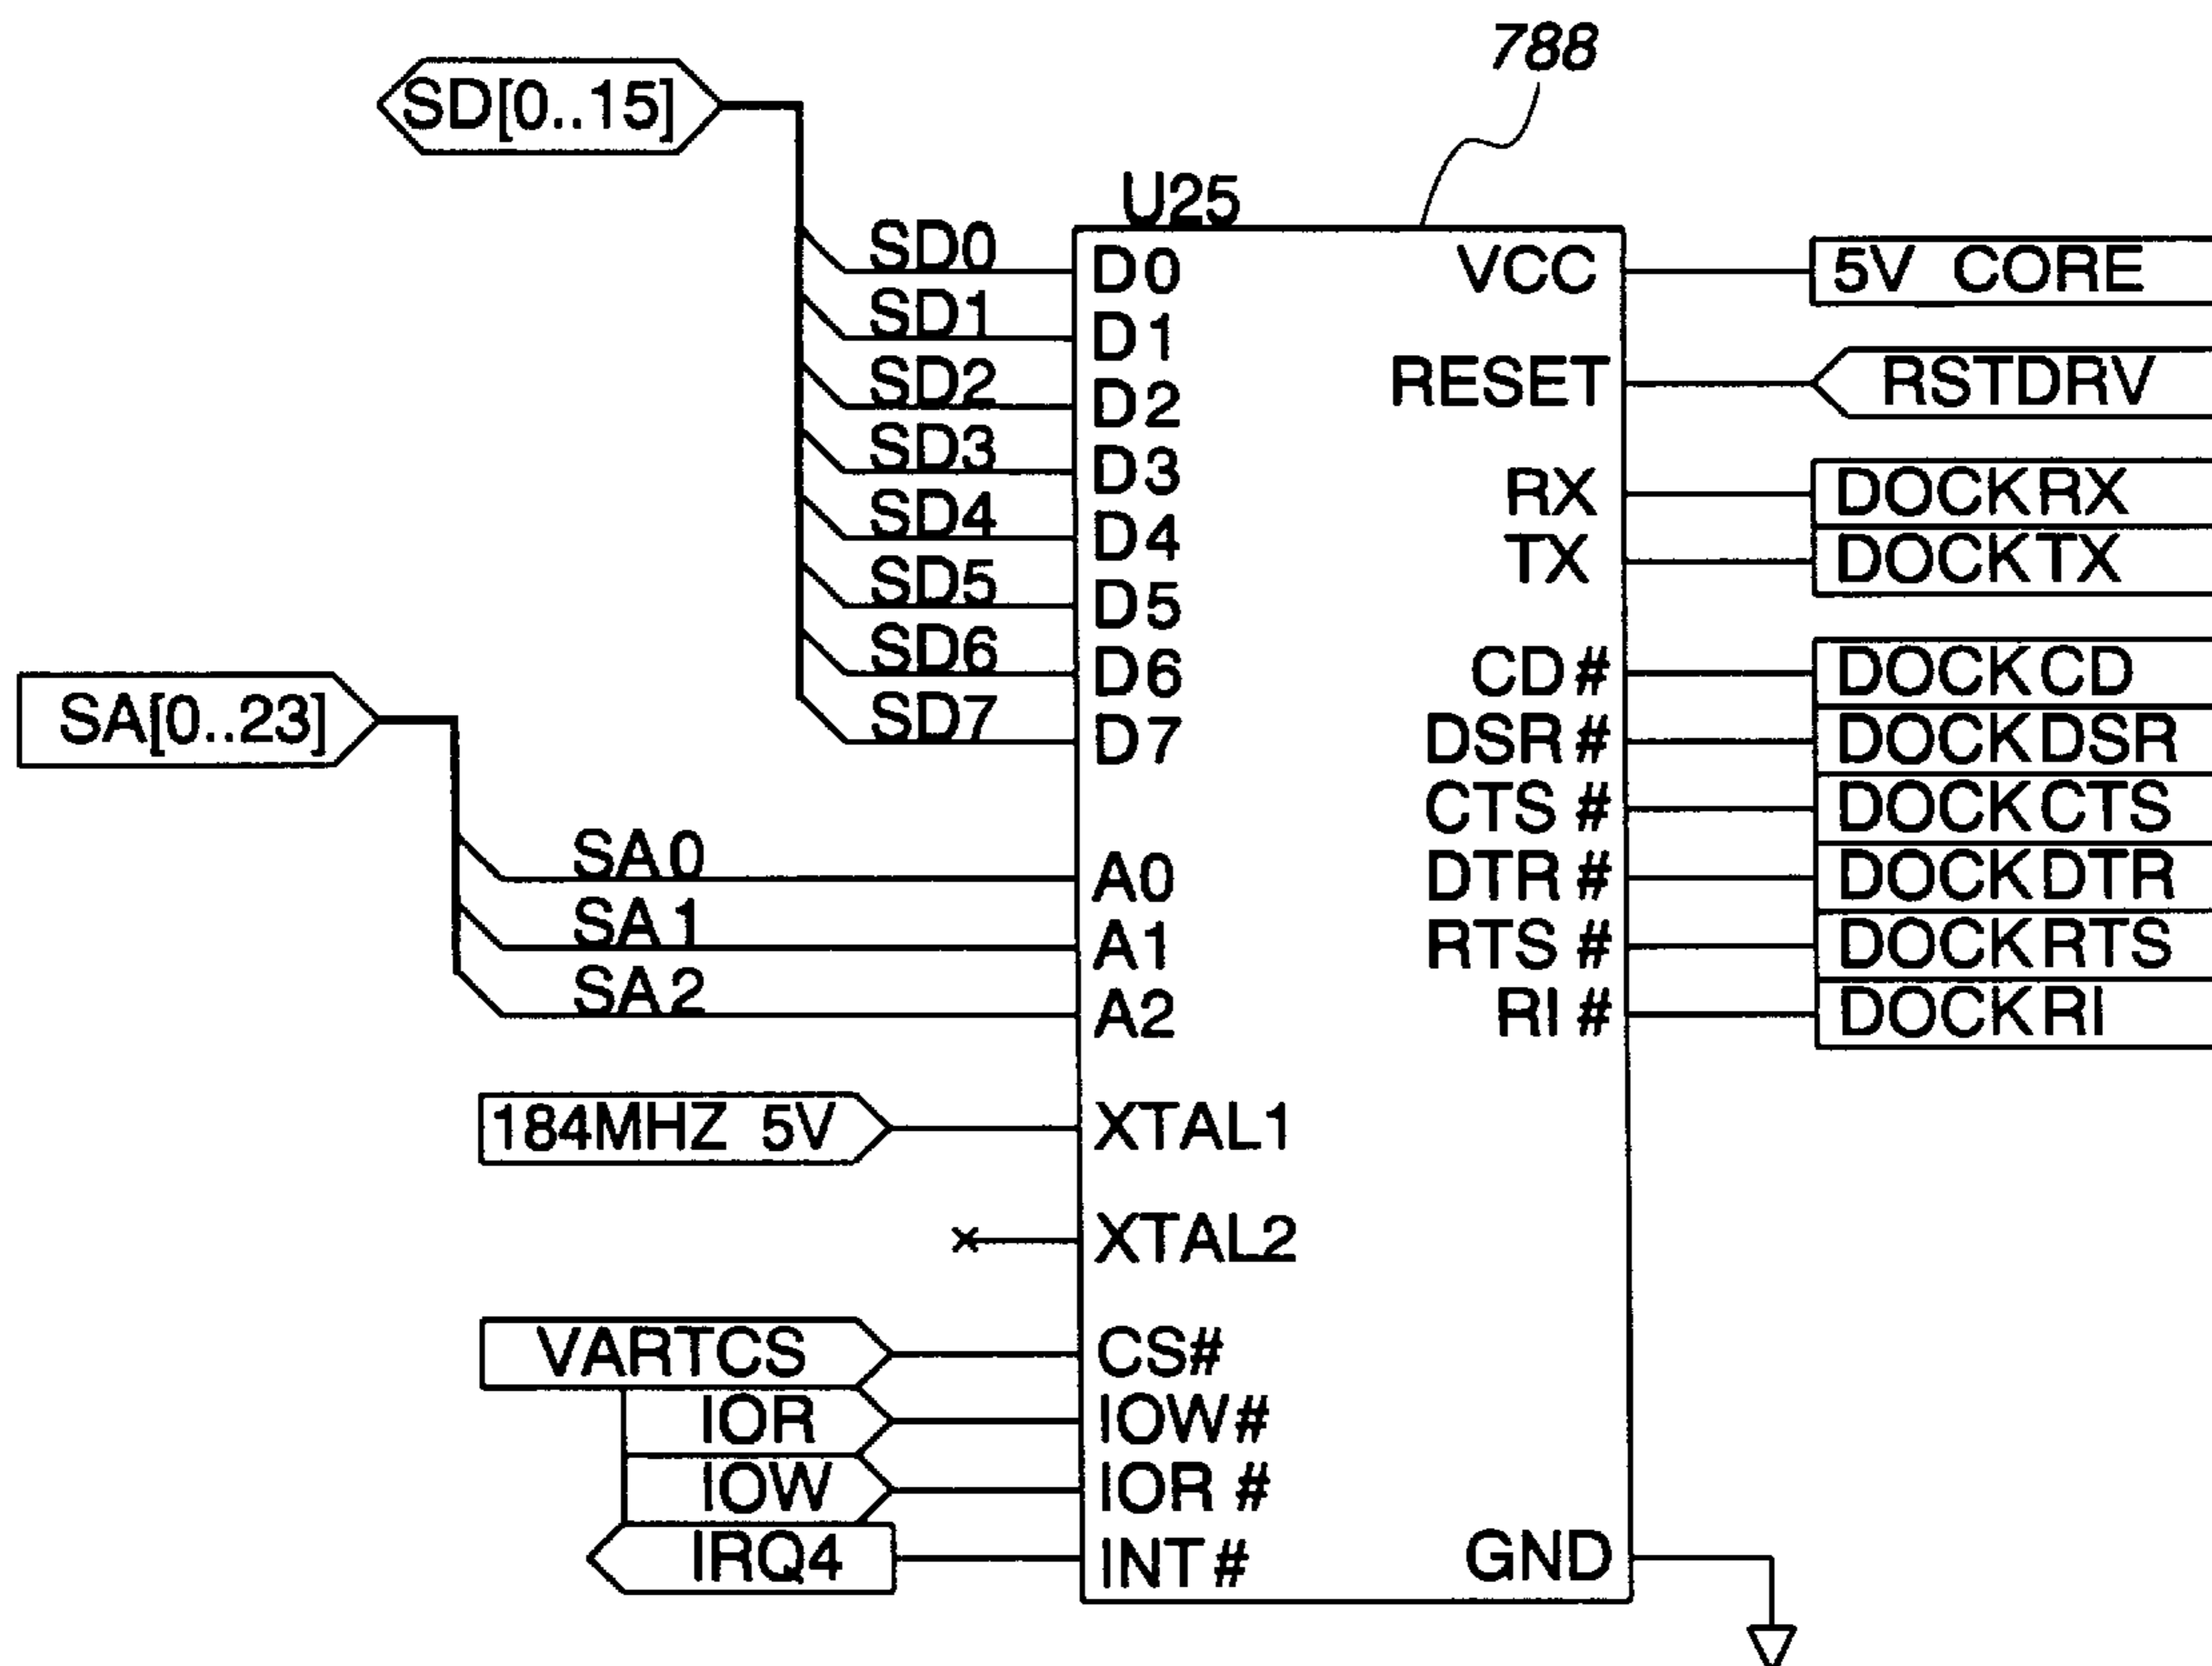 788
SD[0..15]
U25
SD0 D0 VCC 5V CORE
SD1 D1
SD2 D2 RESET RSTDRV
SD3 D3
SD4 D4 RX DOCKRX
SD5 D5 TX DOCKTX
SD6 D6 CD# DOCKCD
SA[0..23] SD7 D7 DSR# DOCKDSR
CTS # DOCKCTS
SA0 A0 DTR # DOCKDTR
SA1 A1 RTS # DOCKRTS
SA2 A2 RI # DOCKRI
184MHZ 5V XTAL1
x XTAL2
VARTCS CS#
IOR IOW#
IOW IOR #
IRQ4 INT# GND